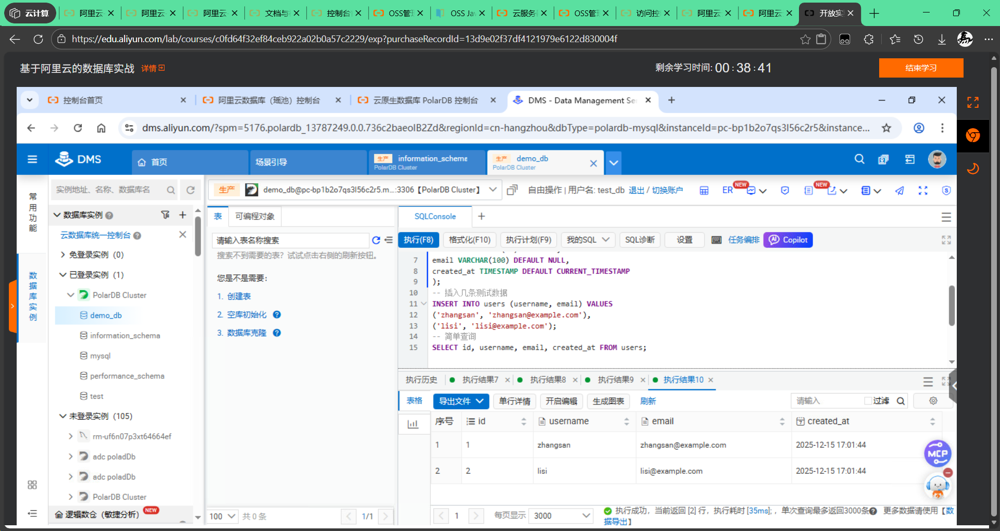 云计算
阿里云
阿里云
阿里云
文档与
控制台
OSS管
OSS Ja
云服务
OSS管
访问控
阿里云
阿里云
开放实
https://edu.aliyun.com/lab/courses/c0fd64f32ef84ceb922a02b0a57c2229/exp?purchaseRecordId=13d9e02f37df4121979e6122d830004f
基于阿里云的数据库实战 详情
剩余学习时间: 00 : 38 : 41
结束学习
控制台首页
阿里云数据库（瑶池）控制台
云原生数据库 PolarDB 控制台
DMS - Data Management Se
dms.aliyun.com/?spm=5176.polardb_13787249.0.0.736c2baeolB2Zd&regionId=cn-hangzhou&dbType=polardb-mysql&instanceId=pc-bp1b2o7qs3l56c2r5&instance...
DMS
首页
场景引导
生产 information_schema
PolarDB Cluster
生产 demo_db
PolarDB Cluster
常用功能
数据库实例
实例地址、名称、数据库名
生产 demo_db@pc-bp1b2o7qs3l56c2r5.m...:3306【PolarDB Cluster】
自由操作 | 用户名: test_db 退出 / 切换账户
ER NEW
NEW
数据库实例
云数据库统一控制台
免登录实例（0）
已登录实例（1）
PolarDB Cluster
demo_db
information_schema
mysql
performance_schema
test
未登录实例（105）
rm-uf6n07p3xt64664ef
adc poladDb
adc poladDb
PolarDB Cluster
逻辑数仓（敏捷分析） NEW
表 可编程对象
请输入表名称搜索
搜索不到需要的表？试试点击右侧的刷新按钮。
您是不是需要：
1. 创建表
2. 空库初始化
3. 数据库克隆
100 共 0 条 1/1
SQLConsole
执行(F8) 格式化(F10) 执行计划(F9) 我的SQL SQL诊断 设置 任务编排 Copilot
7 email VARCHAR(100) DEFAULT NULL,
8 created_at TIMESTAMP DEFAULT CURRENT_TIMESTAMP
9 );
10 -- 插入几条测试数据
11 INSERT INTO users (username, email) VALUES
12 ('zhangsan', 'zhangsan@example.com'),
13 ('lisi', 'lisi@example.com');
14 -- 简单查询
15 SELECT id, username, email, created_at FROM users;
执行历史 执行结果7 执行结果8 执行结果9 执行结果10
表格 导出文件 单行详情 开启编辑 生成图表 刷新 请输入 过滤
序号 id username email created_at
1 1 zhangsan zhangsan@example.com 2025-12-15 17:01:44
2 2 lisi lisi@example.com 2025-12-15 17:01:44
MCP
1 每页显示 3000
执行成功，当前返回 [2] 行，执行耗时 [35ms];，单次查询最多返回3000条 更多数据请使用【数
据导出】